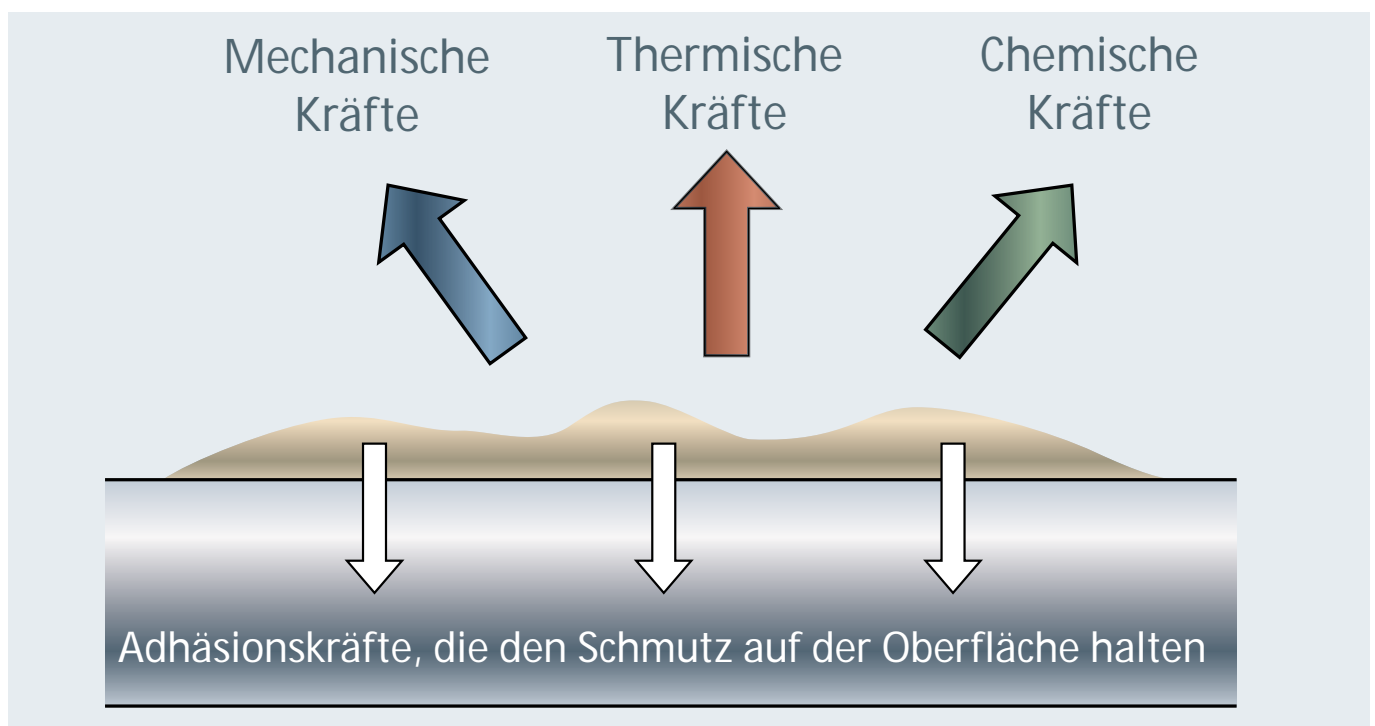 Mechanische
Kräfte
Thermische
Kräfte
Chemische
Kräfte
Adhäsionskräfte, die den Schmutz auf der Oberfläche halten